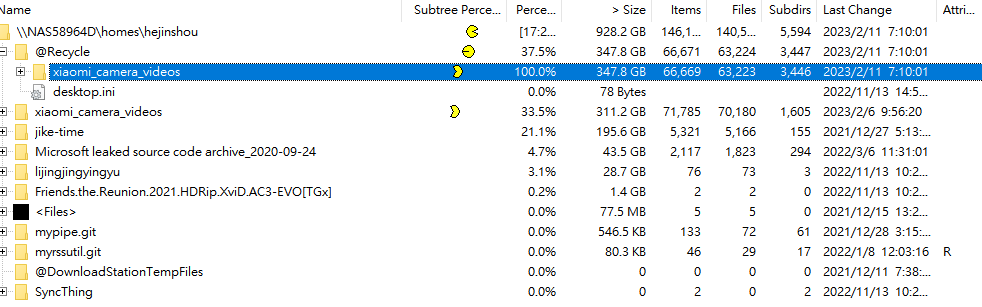 Name Subtree Perce... Perce... > Size Items Files Subdirs Last Change Attri...
\\NAS58964D\homes\hejinshou [17:2... 928.2 GB 146,1... 140,5... 5,594 2023/2/11 7:10:01
@Recycle 37.5% 347.8 GB 66,671 63,224 3,447 2023/2/11 7:10:01
xiaomi_camera_videos 100.0% 347.8 GB 66,669 63,223 3,446 2023/2/11 7:10:01
desktop.ini 0.0% 78 Bytes 2022/11/13 14:5...
xiaomi_camera_videos 33.5% 311.2 GB 71,785 70,180 1,605 2023/2/6 9:56:20
jike-time 21.1% 195.6 GB 5,321 5,166 155 2021/12/27 5:13:...
Microsoft leaked source code archive_2020-09-24 4.7% 43.5 GB 2,117 1,823 294 2022/3/6 11:31:01
lijingjingyingyu 3.1% 28.7 GB 76 73 3 2022/11/13 10:2...
Friends.the.Reunion.2021.HDRip.XviD.AC3-EVO[TGx] 0.2% 1.4 GB 2 2 0 2022/11/13 10:2...
<Files> 0.0% 77.5 MB 5 5 0 2021/12/15 13:2...
mypipe.git 0.0% 546.5 KB 133 72 61 2021/12/28 3:15:...
myrssutil.git 0.0% 80.3 KB 46 29 17 2022/1/8 12:03:16 R
@DownloadStationTempFiles 0.0% 0 0 0 0 2021/12/11 7:38:...
SyncThing 0.0% 0 2 0 2 2022/11/13 10:2...